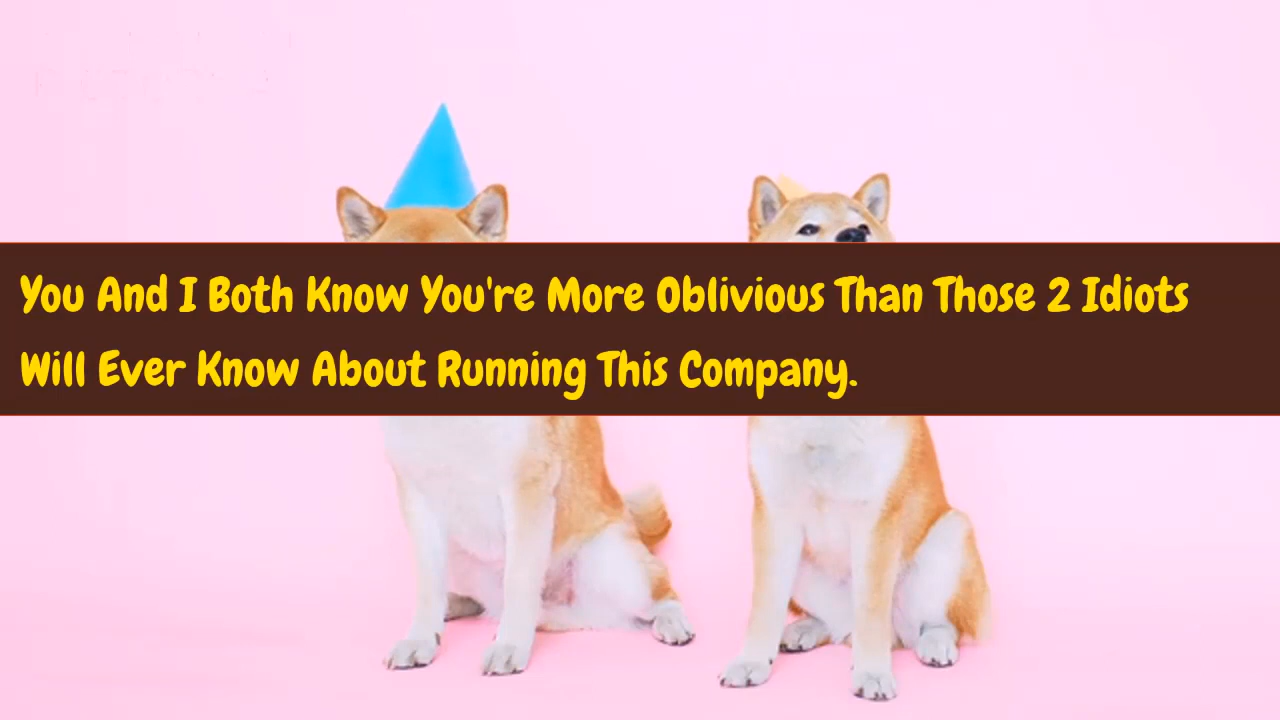 You And I Both Know You're More Oblivious Than Those 2 Idiots
Will Ever Know About Running This Company.